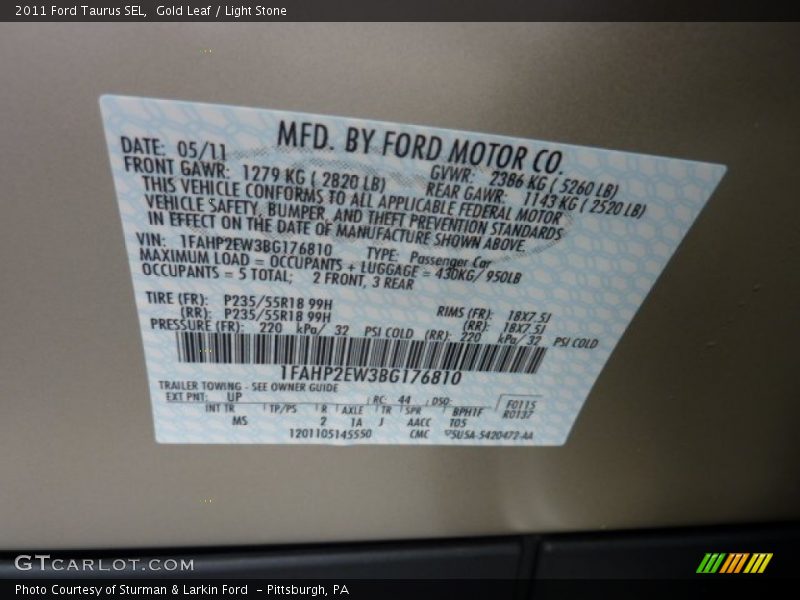 2011 Ford Taurus SEL,  Gold Leaf / Light Stone
MFD. BY FORD MOTOR CO.
DATE: 05/11 GVWR: 2386 KG ( 5260 LB)
FRONT GAWR: 1279 KG ( 2820 LB) REAR GAWR: 1143 KG ( 2520 LB)
THIS VEHICLE CONFORMS TO ALL APPLICABLE FEDERAL MOTOR
VEHICLE SAFETY, BUMPER, AND THEFT PREVENTION STANDARDS
IN EFFECT ON THE DATE OF MANUFACTURE SHOWN ABOVE.
VIN: 1FAHP2EW3BG176810 TYPE: Passenger Car
MAXIMUM LOAD = OCCUPANTS + LUGGAGE = 430KG/ 950LB
OCCUPANTS = 5 TOTAL; 2 FRONT, 3 REAR
TIRE (FR): P235/55R18 99H RIMS (FR): 18X7.5J
(RR): P235/55R18 99H (RR): 18X7.5J
PRESSURE (FR): 220 kPa/ 32 PSI COLD (RR): 220 kPa/ 32 PSI COLD
1FAHP2EW3BG176810
TRAILER TOWING - SEE OWNER GUIDE
EXT PNT: UP RC: 44 DSO: F0115
R0137
INT TR TP/PS R AXLE TR SPR BPH1F
MS 2 1A J AACC T05
1201105145550 CMC 5U5A-5420472-AA
GTCARLOT.COM
Photo Courtesy of Sturman & Larkin Ford - Pittsburgh, PA